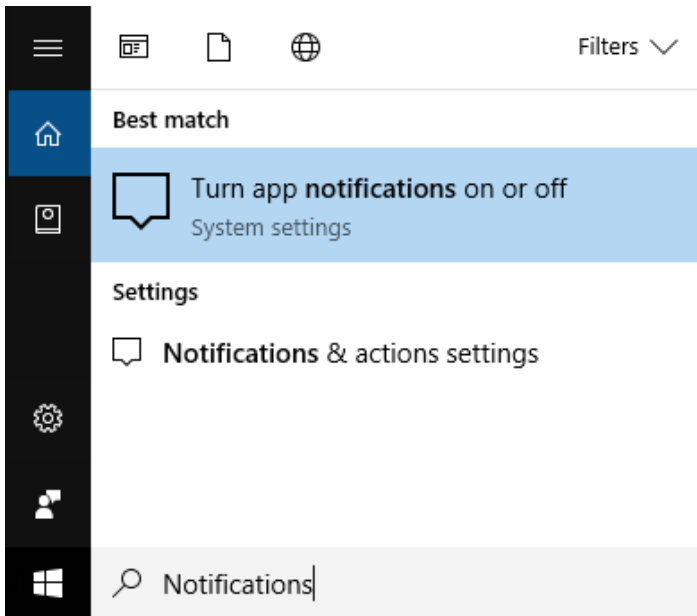 Filters
Best match
Turn app notifications on or off
System settings
Settings
Notifications & actions settings
Notifications